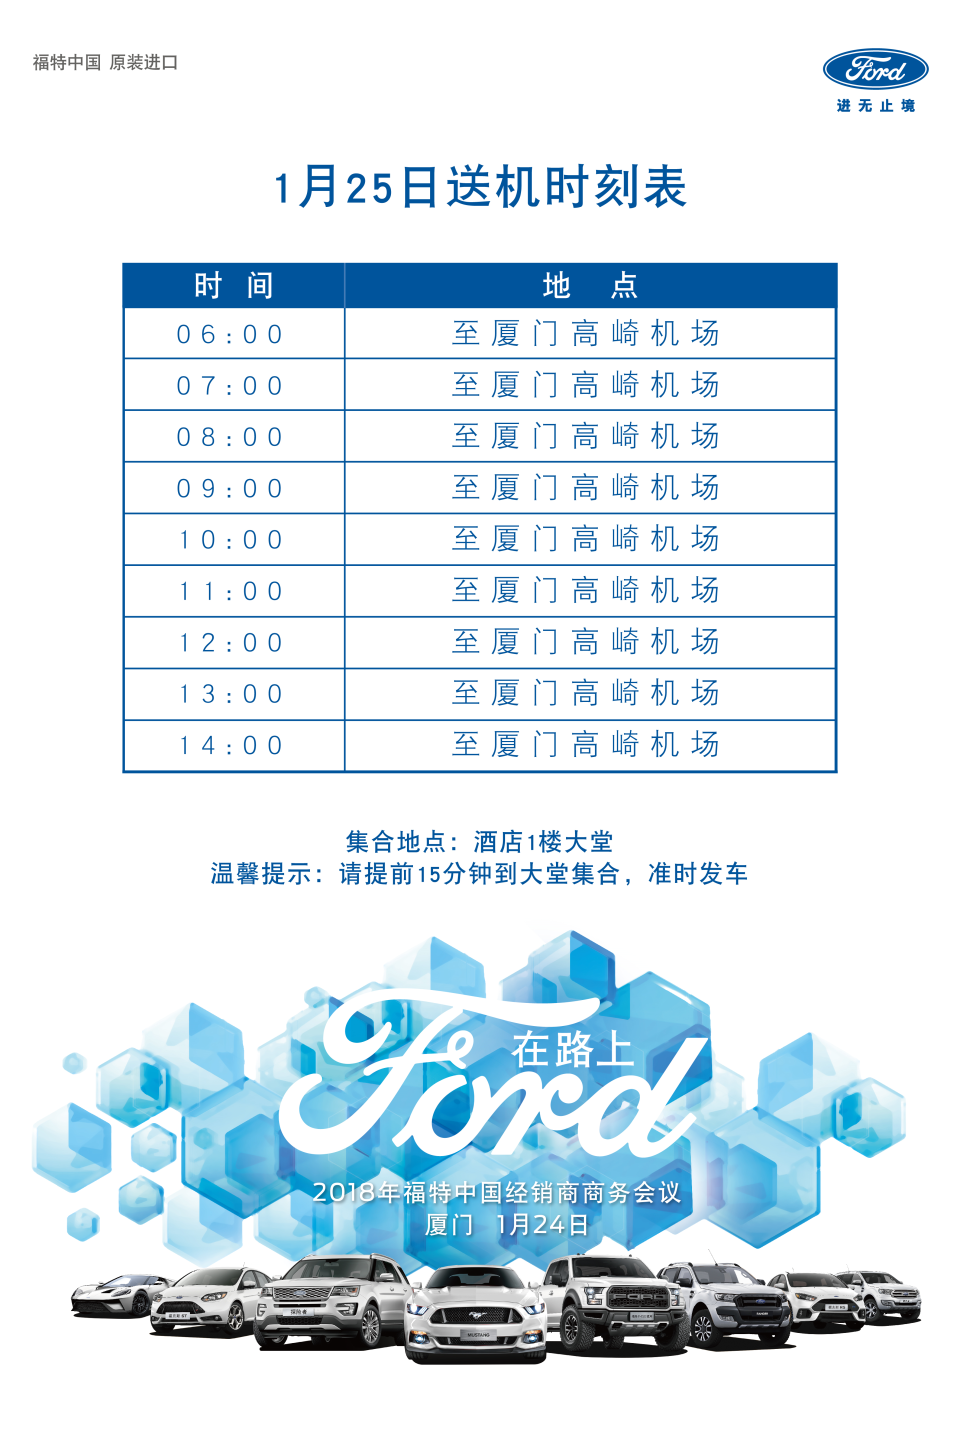 福特中国 原装进口
Ford
进无止境
1月25日送机时刻表
时 间 地 点
06:00 至厦门高崎机场
07:00 至厦门高崎机场
08:00 至厦门高崎机场
09:00 至厦门高崎机场
10:00 至厦门高崎机场
11:00 至厦门高崎机场
12:00 至厦门高崎机场
13:00 至厦门高崎机场
14:00 至厦门高崎机场
集合地点：酒店1楼大堂
温馨提示：请提前15分钟到大堂集合，准时发车
Ford
在路上
2018年福特中国经销商商务会议
厦门 1月24日
探险者
MUSTANG
FORD